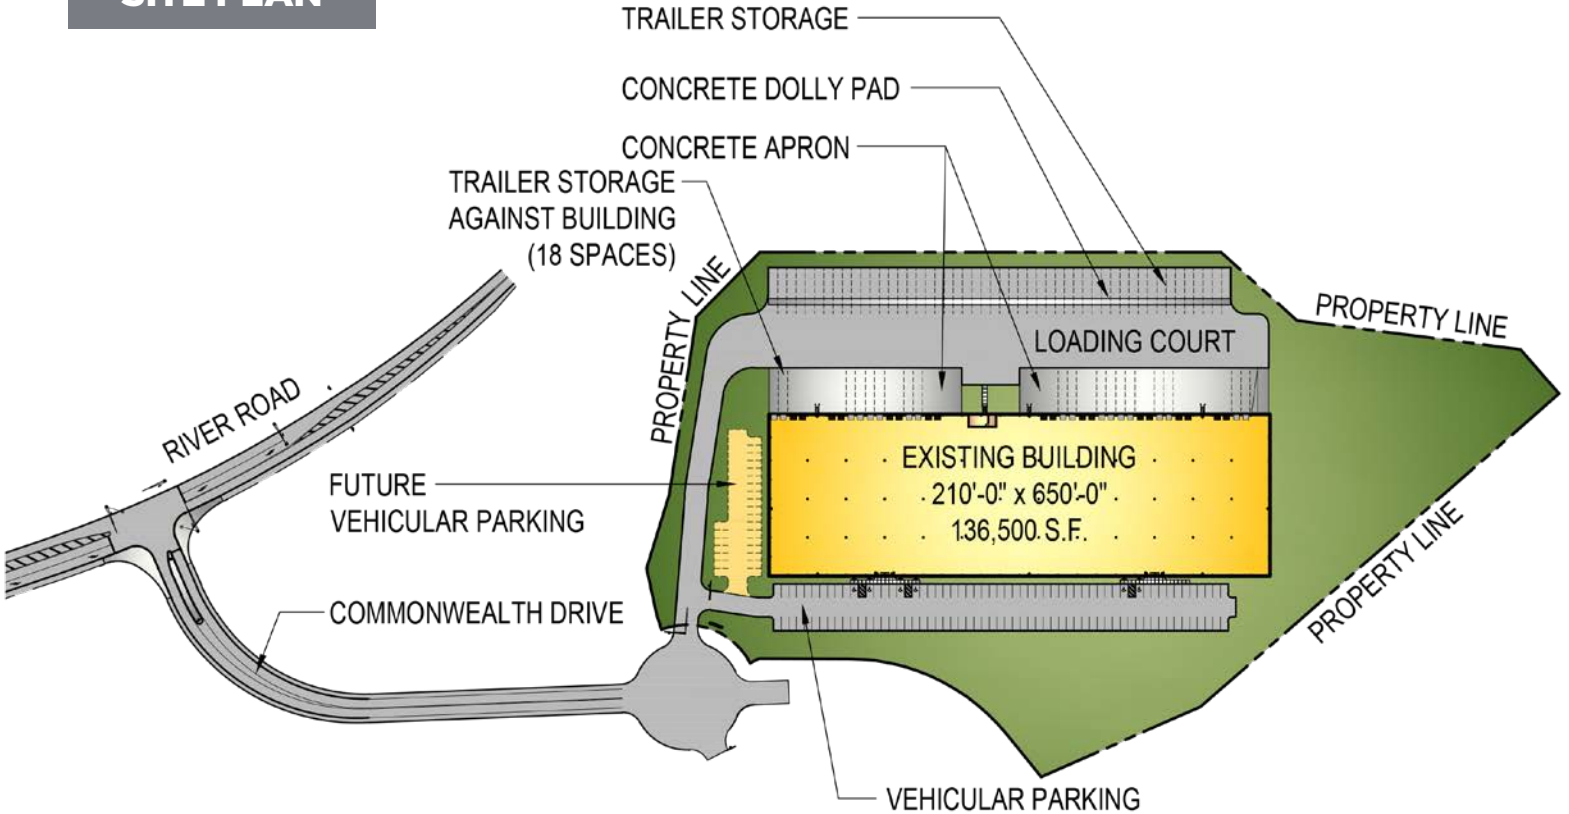 SITE PLAN
TRAILER STORAGE
CONCRETE DOLLY PAD
CONCRETE APRON
TRAILER STORAGE
AGAINST BUILDING
(18 SPACES)
PROPERTY LINE
PROPERTY LINE
LOADING COURT
RIVER ROAD
EXISTING BUILDING
210'-0" x 650'-0"
136,500 S.F.
FUTURE
VEHICULAR PARKING
PROPERTY LINE
COMMONWEALTH DRIVE
VEHICULAR PARKING